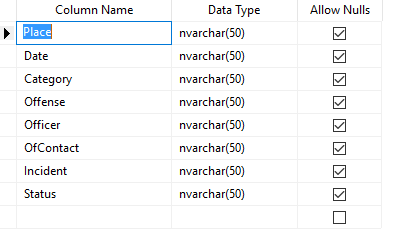 Column Name Data Type Allow Nulls
Place nvarchar(50)
Date nvarchar(50)
Category nvarchar(50)
Offense nvarchar(50)
Officer nvarchar(50)
OfContact nvarchar(50)
Incident nvarchar(50)
Status nvarchar(50)